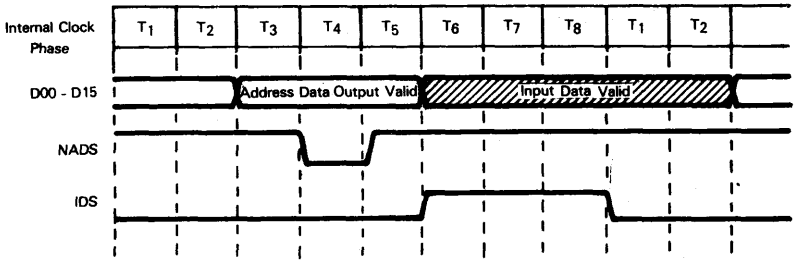 Internal Clock Phase T1 T2 T3 T4 T5 T6 T7 T8 T1 T2
D00 - D15 Address Data Output Valid Input Data Valid
NADS
IDS